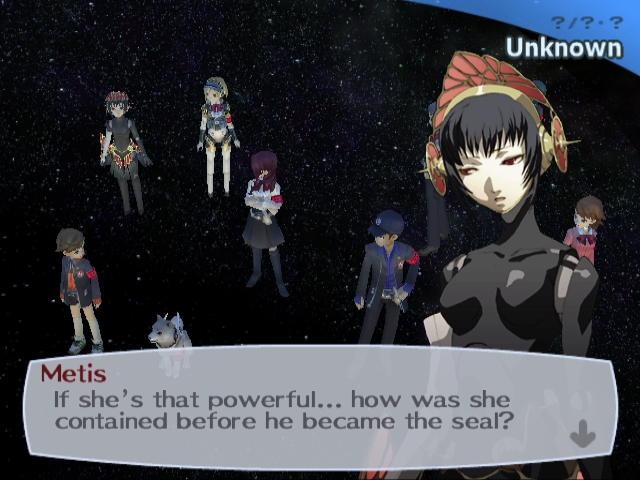 ?/?·?
Unknown
Metis
If she's that powerful... how was she
contained before he became the seal?